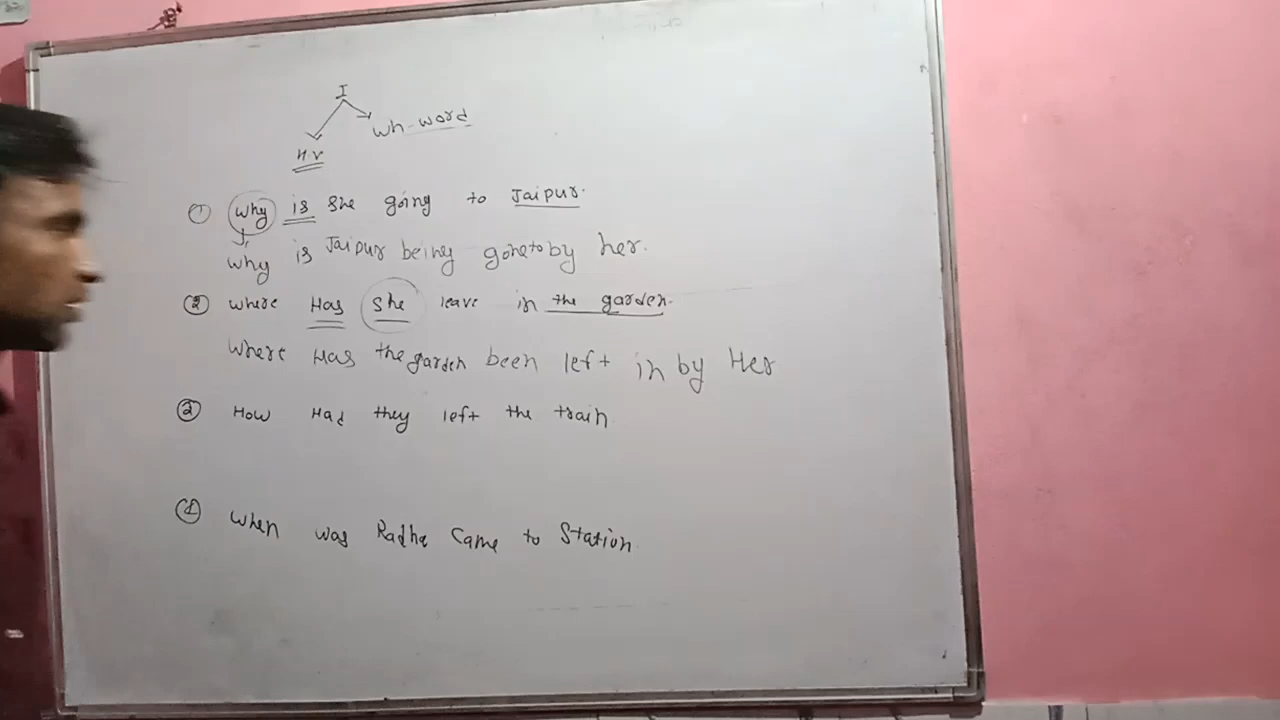 I
Wh-word
H.V
① Why is she going to Jaipur.
Why is Jaipur being gone to by her.
② Where Has She leave in the garden.
Where Has the garden been left in by Her
② How Had they left the train.
When was Radha Came to Station.